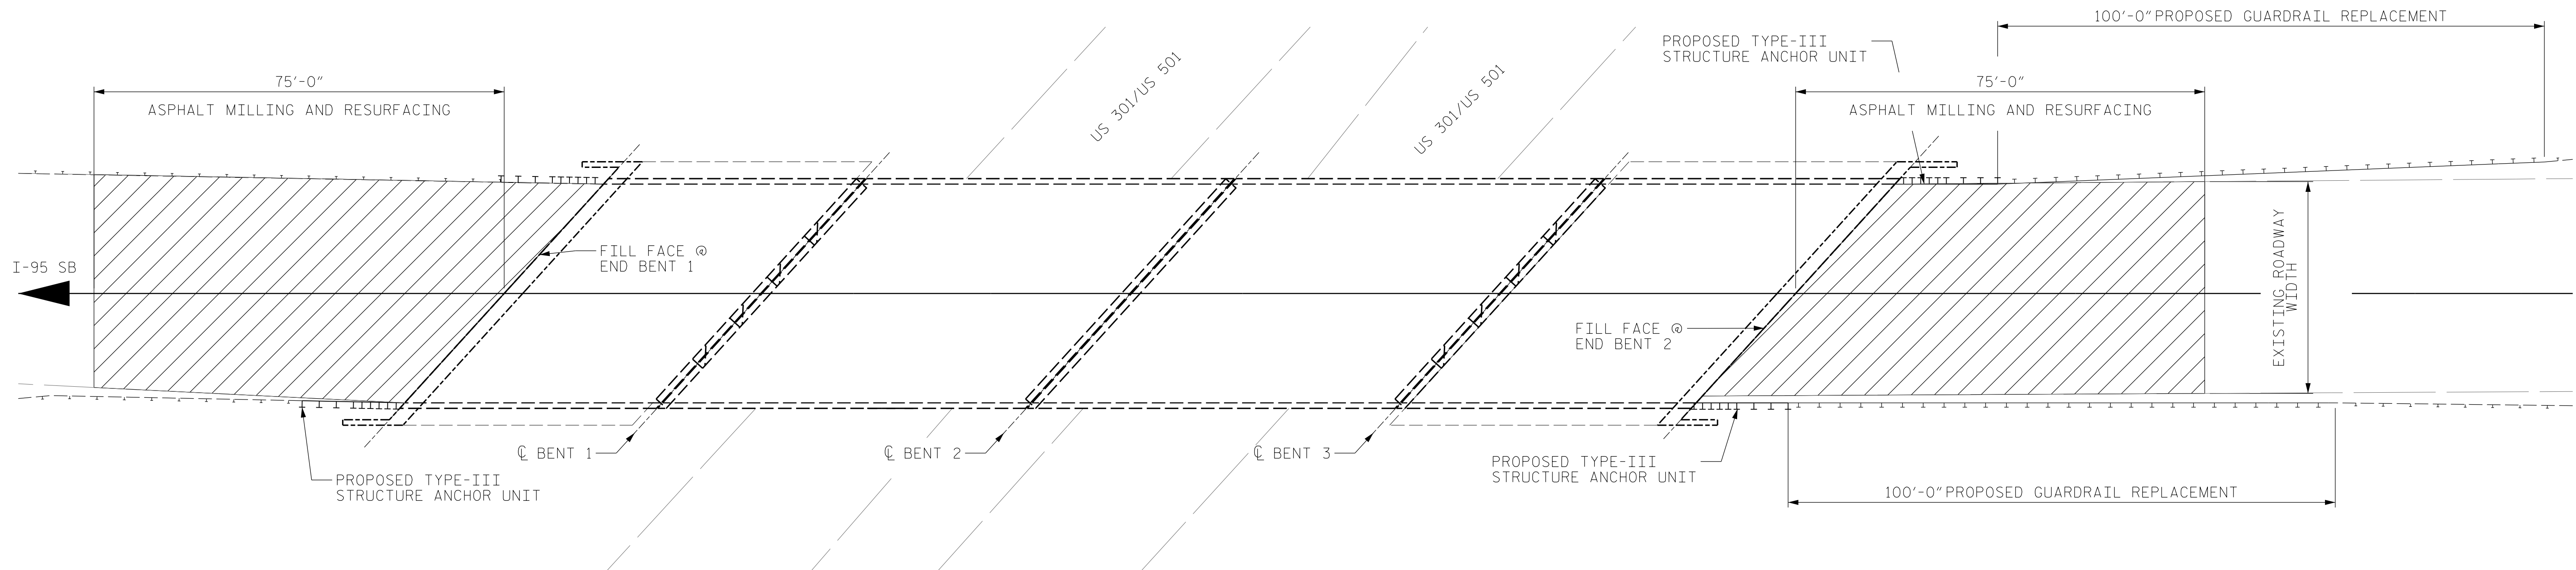 100'-0" PROPOSED GUARDRAIL REPLACEMENT
PROPOSED TYPE-III
STRUCTURE ANCHOR UNIT
75'-0"
ASPHALT MILLING AND RESURFACING
US 301/US 501
US 301/US 501
75'-0"
ASPHALT MILLING AND RESURFACING
I-95 SB
FILL FACE @
END BENT 1
FILL FACE @
END BENT 2
EXISTING ROADWAY
WIDTH
℄ BENT 1
℄ BENT 2
℄ BENT 3
PROPOSED TYPE-III
STRUCTURE ANCHOR UNIT
PROPOSED TYPE-III
STRUCTURE ANCHOR UNIT
100'-0" PROPOSED GUARDRAIL REPLACEMENT